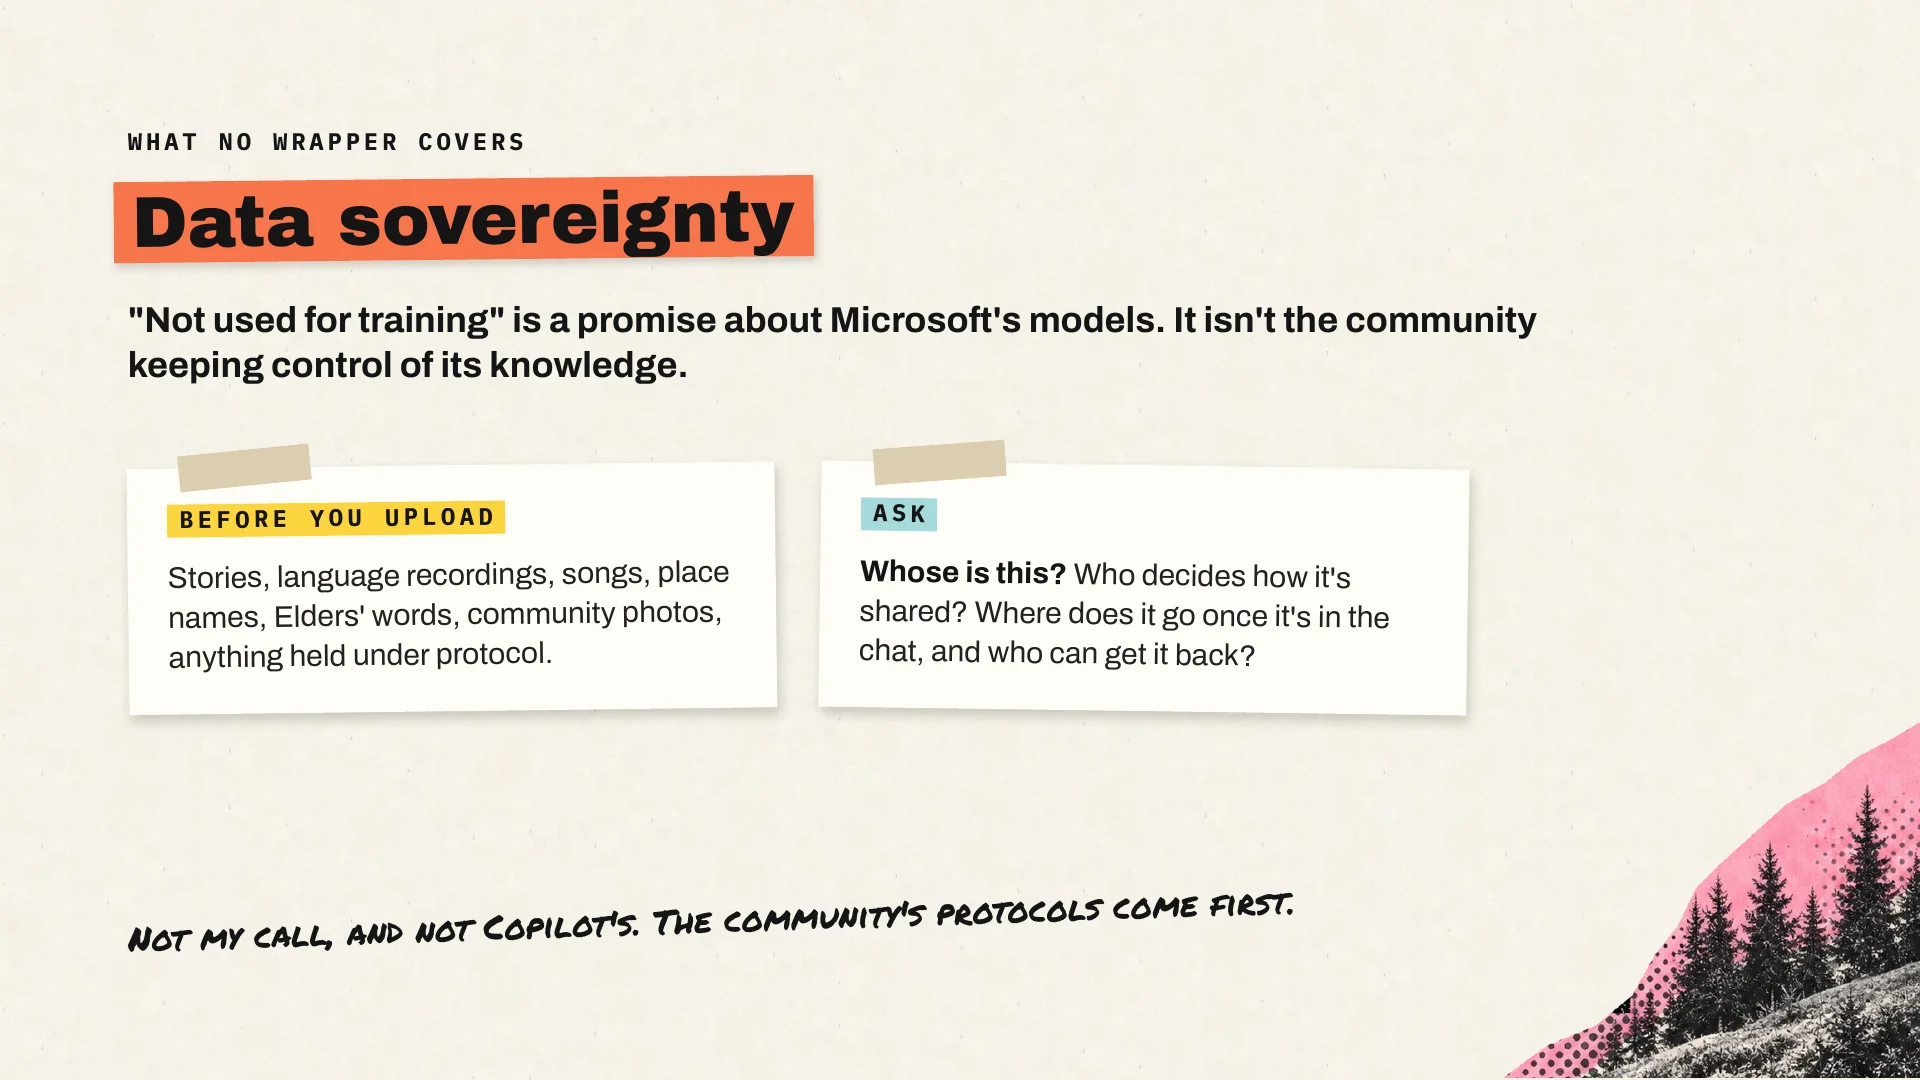 WHAT NO WRAPPER COVERS
Data sovereignty
"Not used for training" is a promise about Microsoft's models. It isn't the community
keeping control of its knowledge.
BEFORE YOU UPLOAD
Stories, language recordings, songs, place
names, Elders' words, community photos,
anything held under protocol.
ASK
Whose is this? Who decides how it's
shared? Where does it go once it's in the
chat, and who can get it back?
Not my call, and not Copilot's. The community's protocols come first.